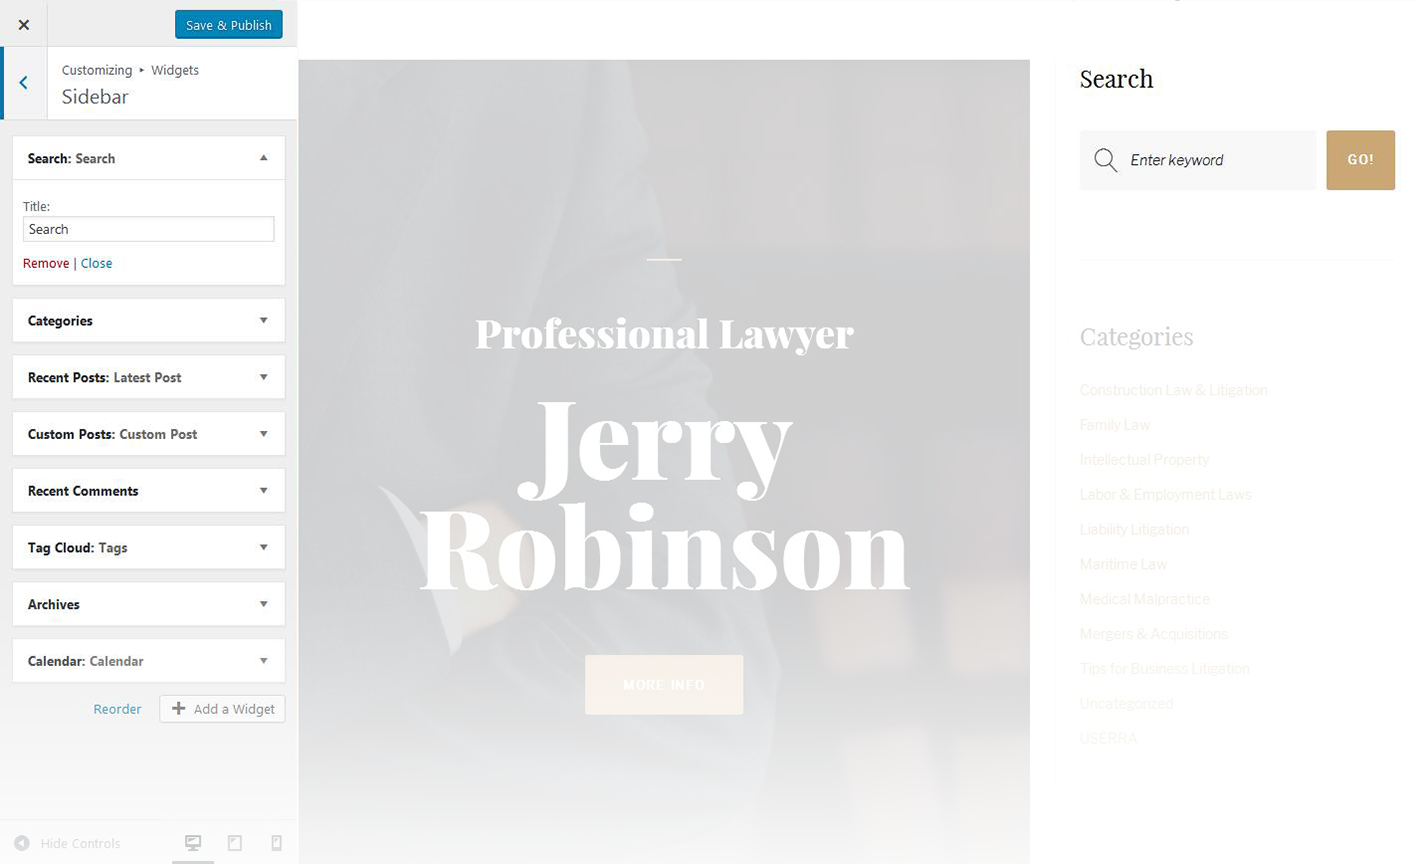 Save & Publish
Customizing ▸ Widgets
Sidebar
Search: Search
Title:
Search
Remove | Close
Categories
Recent Posts: Latest Post
Custom Posts: Custom Post
Recent Comments
Tag Cloud: Tags
Archives
Calendar: Calendar
Reorder
Add a Widget
Hide Controls
Professional Lawyer
Jerry
Robinson
MORE INFO
Search
Enter keyword
GO!
Categories
Construction Law & Litigation
Family Law
Intellectual Property
Labor & Employment Laws
Liability Litigation
Maritime Law
Medical Malpractice
Mergers & Acquisitions
Tips for Business Litigation
Uncategorized
USERRA